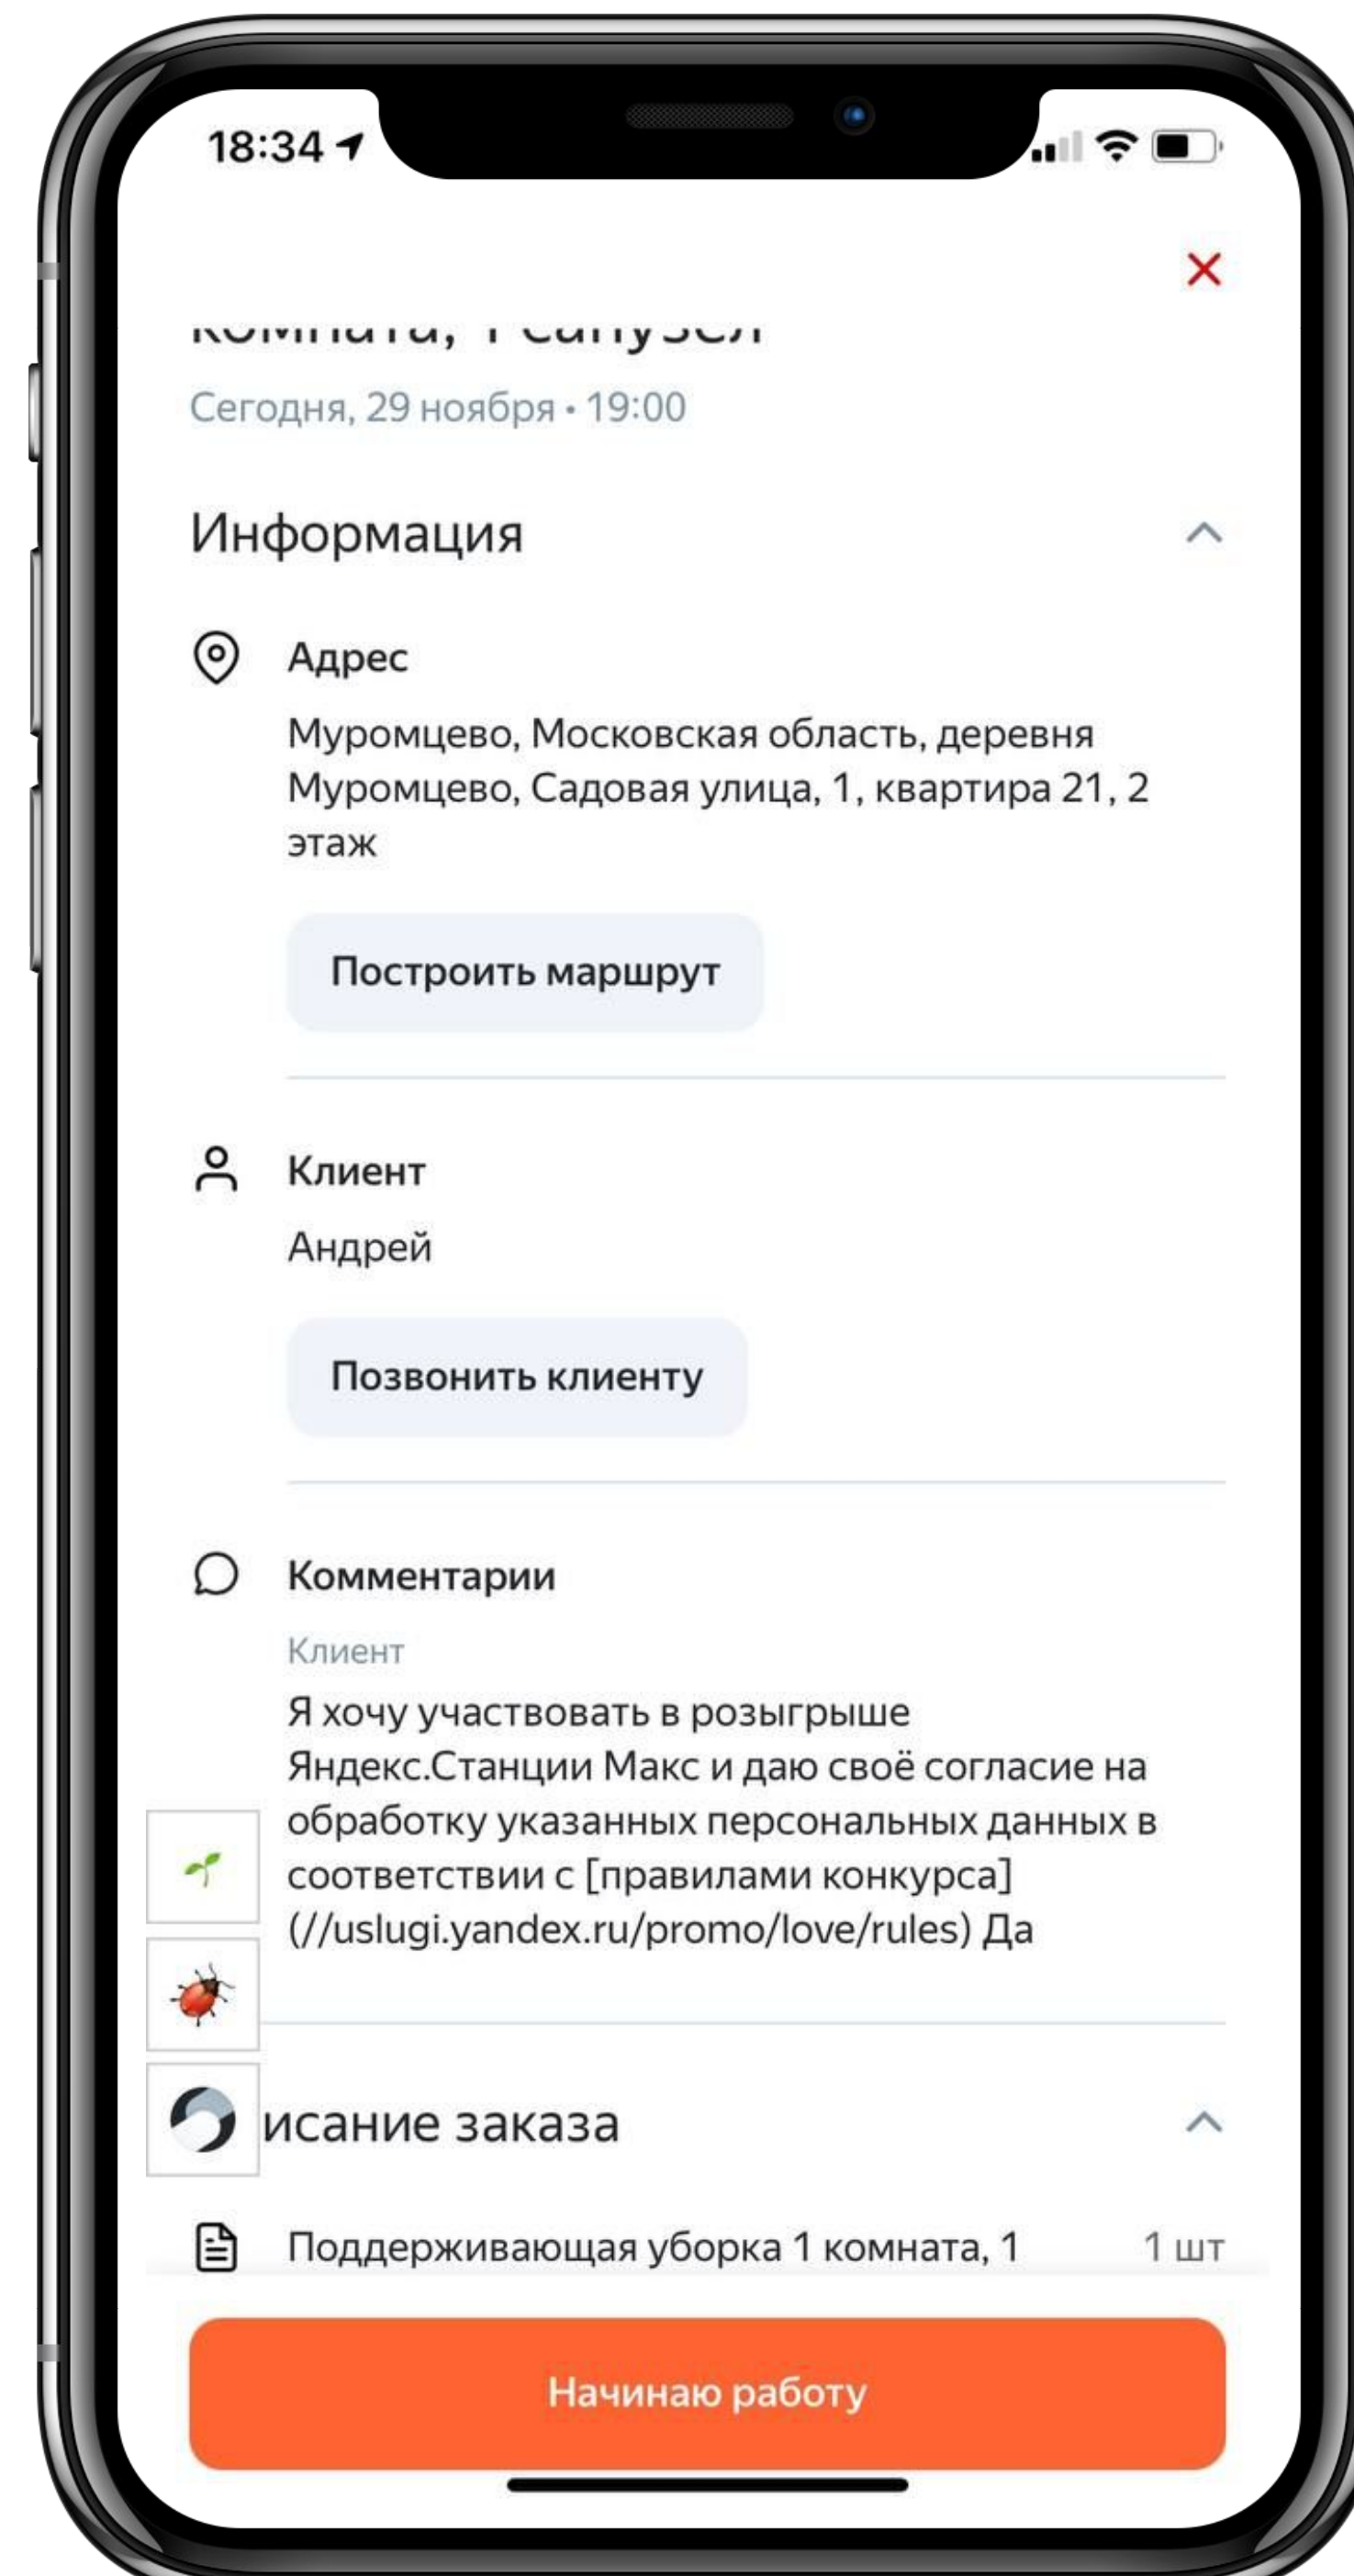 18:34
комната, 1 санузел
Сегодня, 29 ноября • 19:00
Информация
Адрес
Муромцево, Московская область, деревня
Муромцево, Садовая улица, 1, квартира 21, 2
этаж
Построить маршрут
Клиент
Андрей
Позвонить клиенту
Комментарии
Клиент
Я хочу участвовать в розыгрыше
Яндекс.Станции Макс и даю своё согласие на
обработку указанных персональных данных в
соответствии с [правилами конкурса]
(//uslugi.yandex.ru/promo/love/rules) Да
исание заказа
Поддерживающая уборка 1 комната, 1
1 шт
Начинаю работу